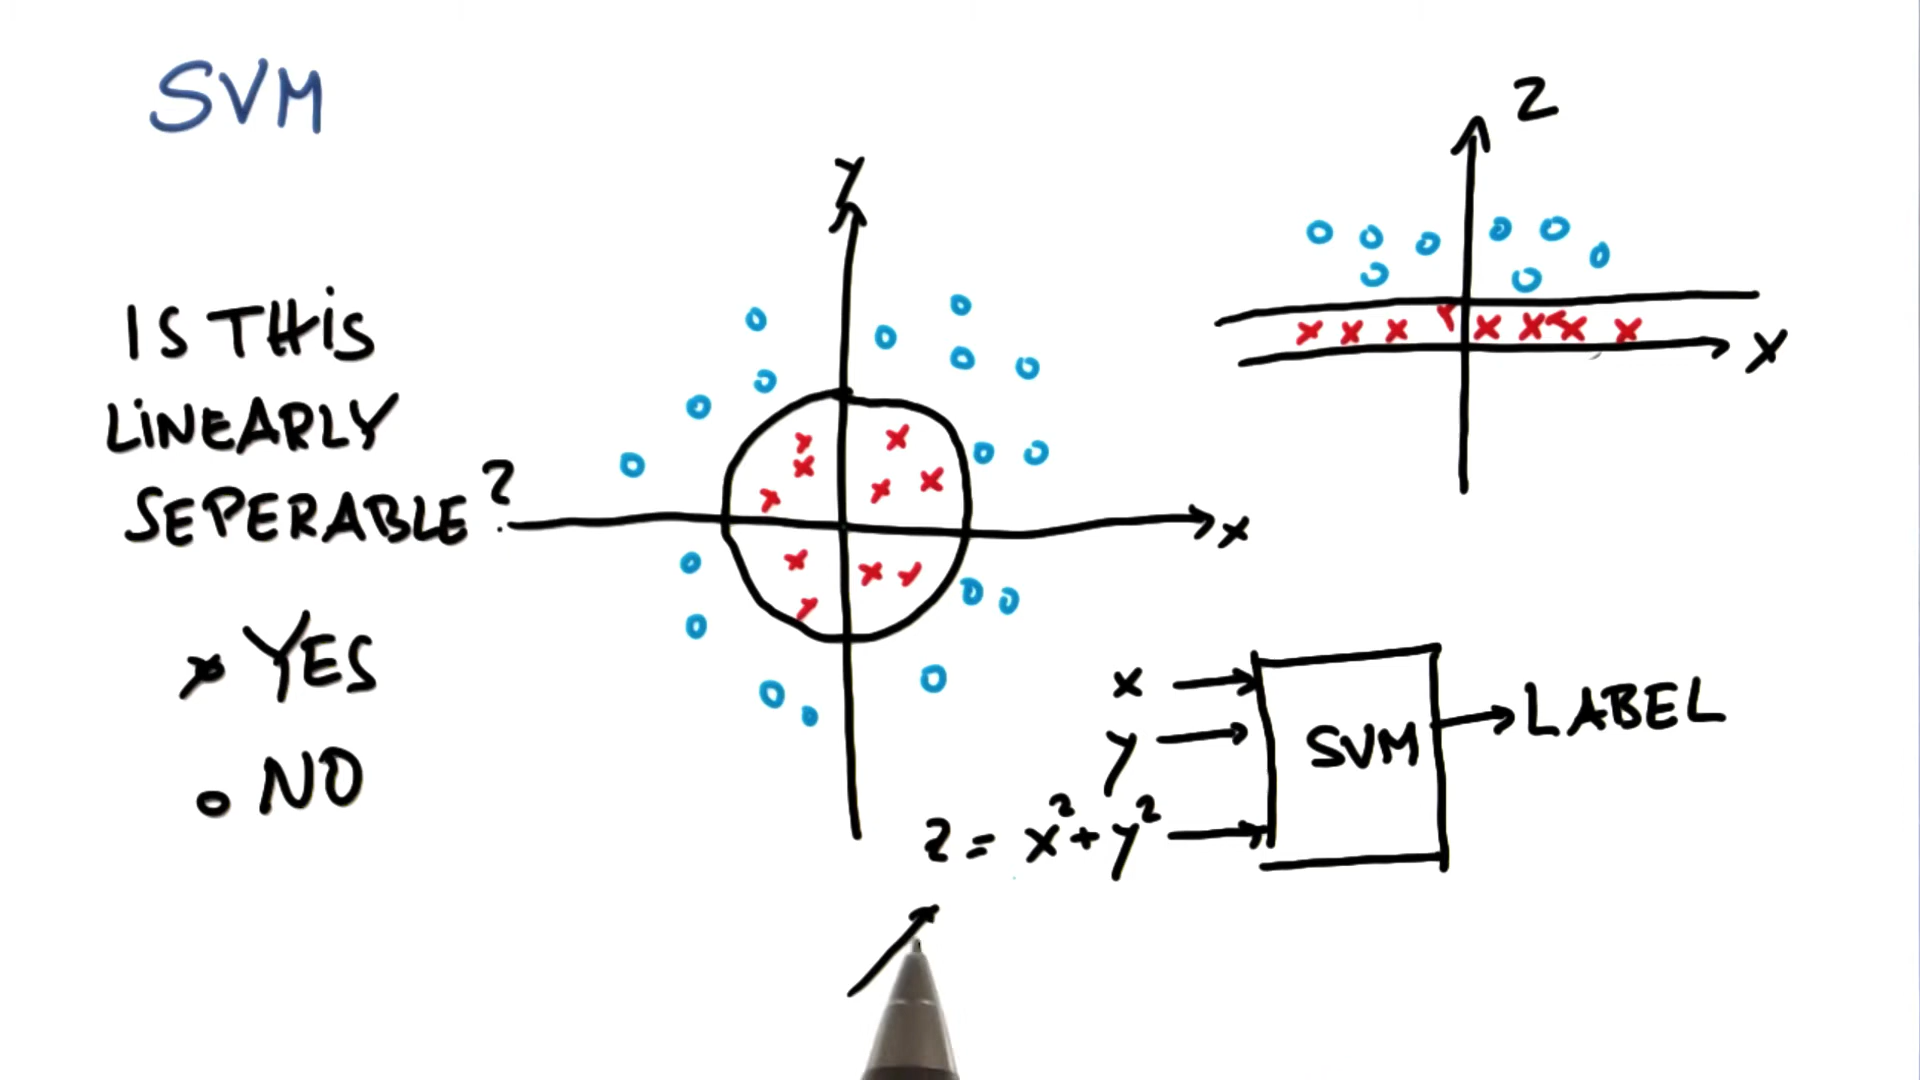 SVM
IS THIS
LINEARLY
SEPERABLE?
x YES
o NO
y
x
z
x
x
y
z = x²+y²
SVM
LABEL